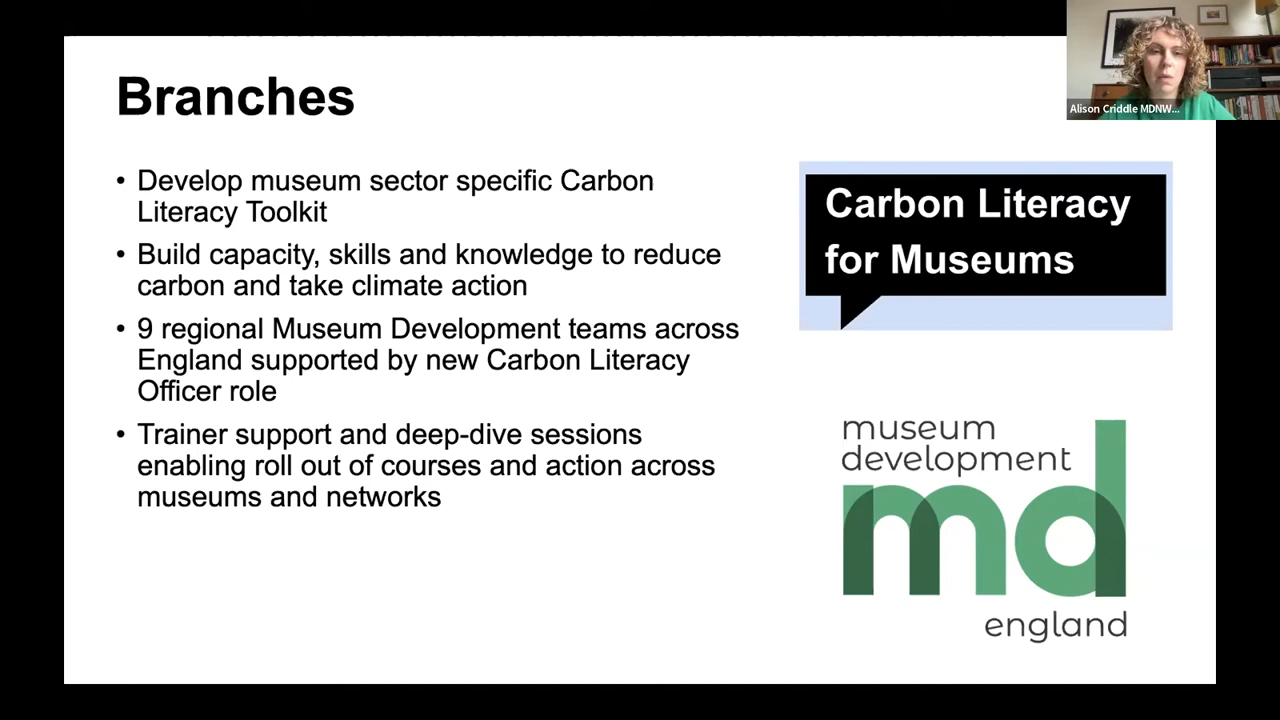 Branches
• Develop museum sector specific Carbon
Literacy Toolkit
• Build capacity, skills and knowledge to reduce
carbon and take climate action
• 9 regional Museum Development teams across
England supported by new Carbon Literacy
Officer role
• Trainer support and deep-dive sessions
enabling roll out of courses and action across
museums and networks
Carbon Literacy
for Museums
museum
development
md
england
Alison Criddle MDNW...